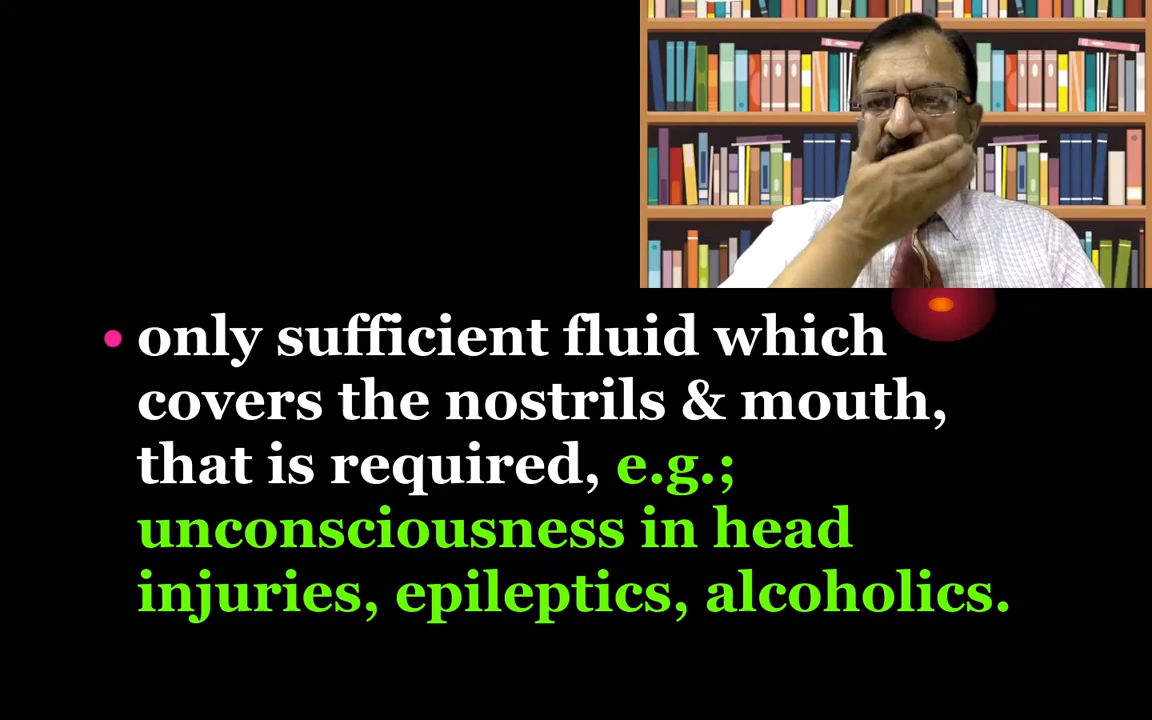 • only sufficient fluid which
covers the nostrils & mouth,
that is required, e.g.;
unconsciousness in head
injuries, epileptics, alcoholics.